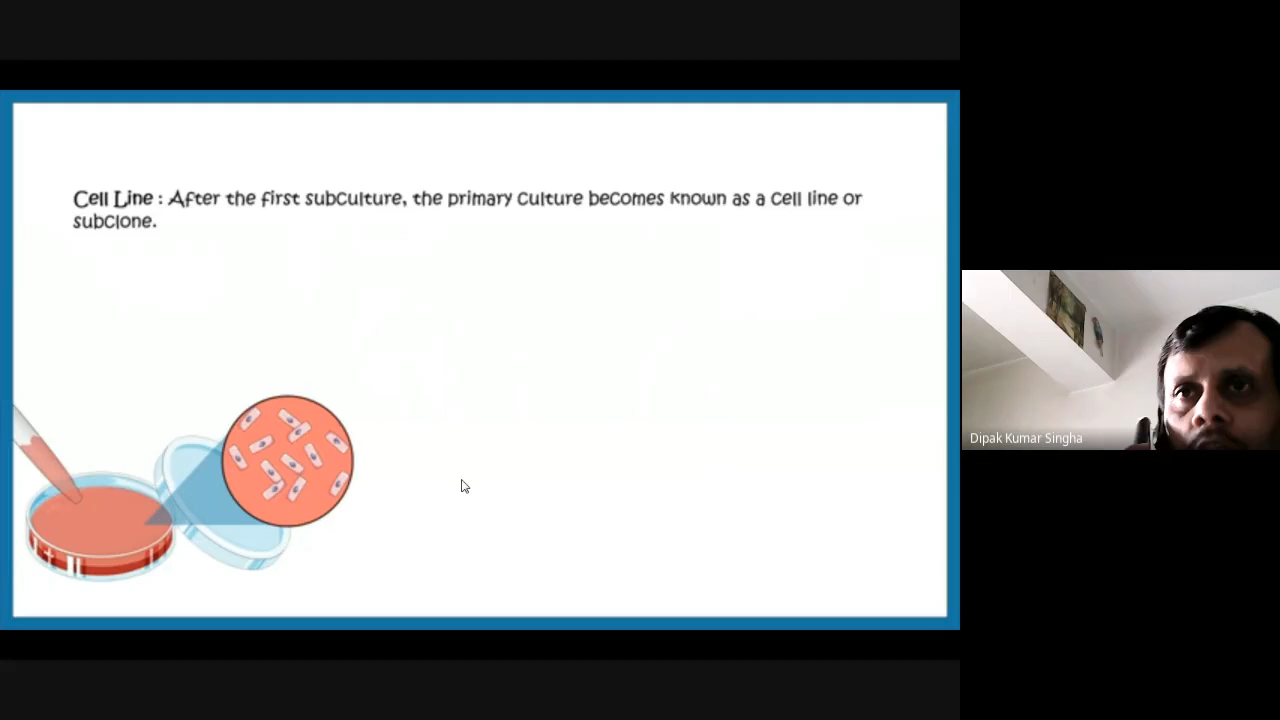 Cell Line : After the first subculture, the primary culture becomes known as a cell line or
subclone.
Dipak Kumar Singha